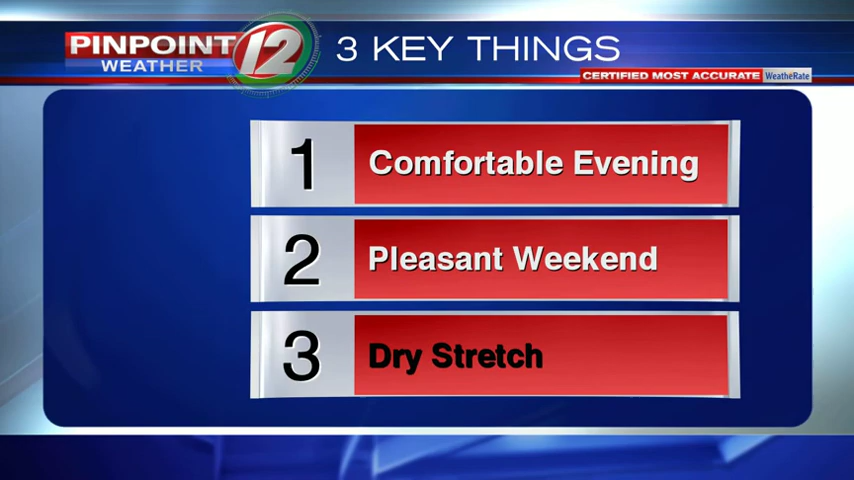 PINPOINT 12
WEATHER
3 KEY THINGS
CERTIFIED MOST ACCURATE WeatheRate
1 Comfortable Evening
2 Pleasant Weekend
3 Dry Stretch